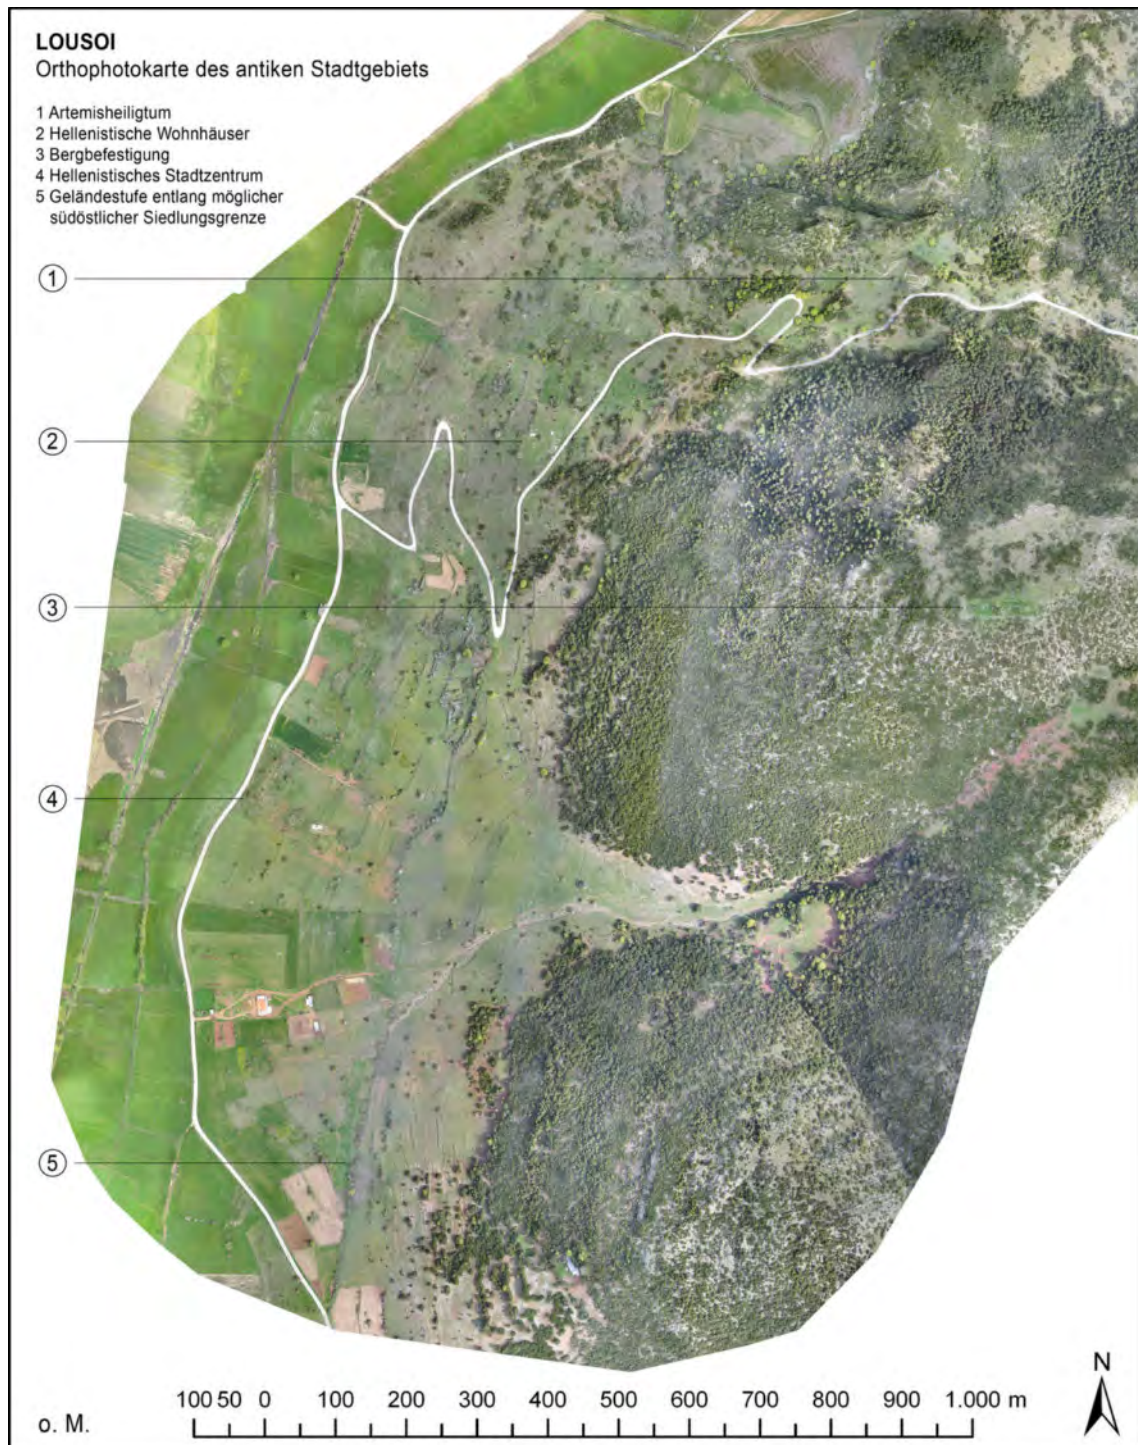 LOUSOI
Orthophotokarte des antiken Stadtgebiets
1 Artemisheiligtum
2 Hellenistische Wohnhäuser
3 Bergbefestigung
4 Hellenistisches Stadtzentrum
5 Geländestufe entlang möglicher
südöstlicher Siedlungsgrenze
1
2
3
4
5
N
100 50 0 100 200 300 400 500 600 700 800 900 1.000 m
o. M.